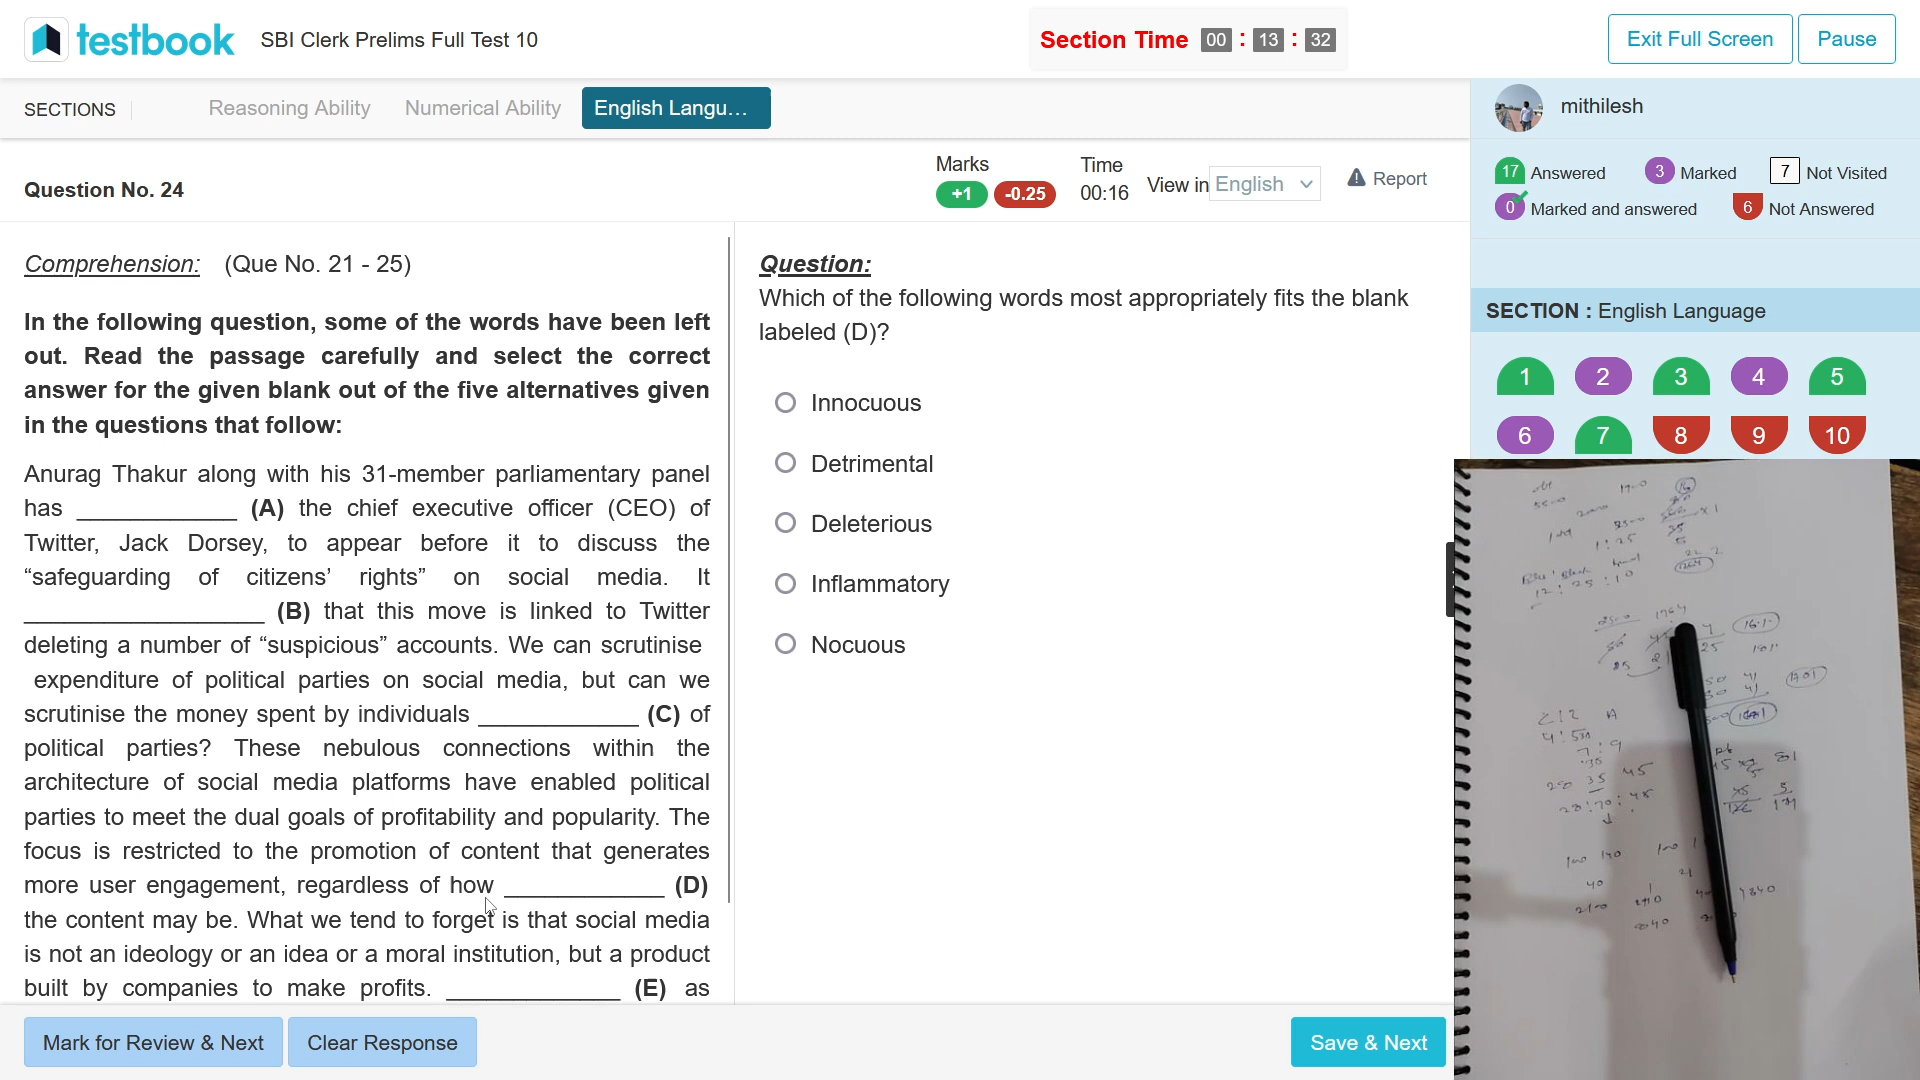 testbook SBI Clerk Prelims Full Test 10 Section Time 00 : 13 : 32 Exit Full Screen Pause
SECTIONS Reasoning Ability Numerical Ability English Langu...
mithilesh
Question No. 24 Marks +1 -0.25 Time 00:16 View in English Report
17 Answered 3 Marked 7 Not Visited
0 Marked and answered 6 Not Answered
SECTION : English Language
1 2 3 4 5
6 7 8 9 10
Comprehension: (Que No. 21 - 25)
In the following question, some of the words have been left
out. Read the passage carefully and select the correct
answer for the given blank out of the five alternatives given
in the questions that follow:
Anurag Thakur along with his 31-member parliamentary panel
has ____________ (A) the chief executive officer (CEO) of
Twitter, Jack Dorsey, to appear before it to discuss the
“safeguarding of citizens’ rights” on social media. It
__________________ (B) that this move is linked to Twitter
deleting a number of “suspicious” accounts. We can scrutinise
expenditure of political parties on social media, but can we
scrutinise the money spent by individuals ____________ (C) of
political parties? These nebulous connections within the
architecture of social media platforms have enabled political
parties to meet the dual goals of profitability and popularity. The
focus is restricted to the promotion of content that generates
more user engagement, regardless of how ____________ (D)
the content may be. What we tend to forget is that social media
is not an ideology or an idea or a moral institution, but a product
built by companies to make profits. _____________ (E) as
Question:
Which of the following words most appropriately fits the blank
labeled (D)?
Innocuous
Detrimental
Deleterious
Inflammatory
Nocuous
Mark for Review & Next Clear Response Save & Next